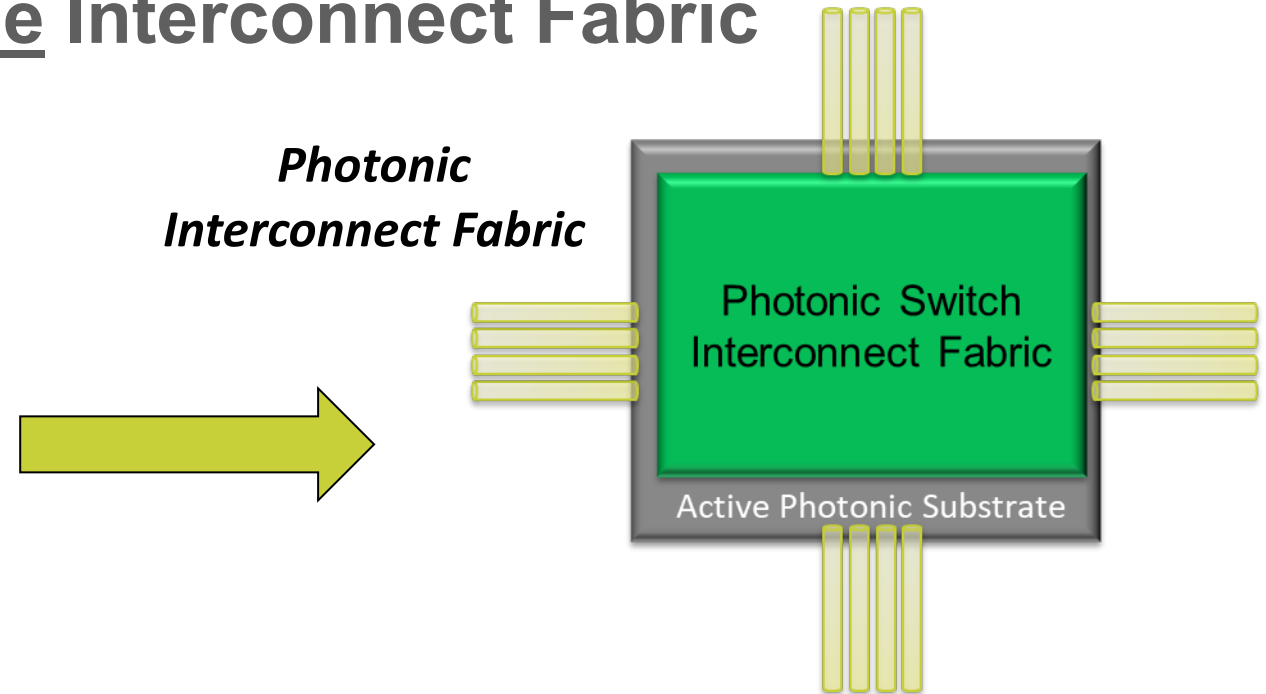 e Interconnect Fabric
Photonic
Interconnect Fabric
Photonic Switch
Interconnect Fabric
Active Photonic Substrate